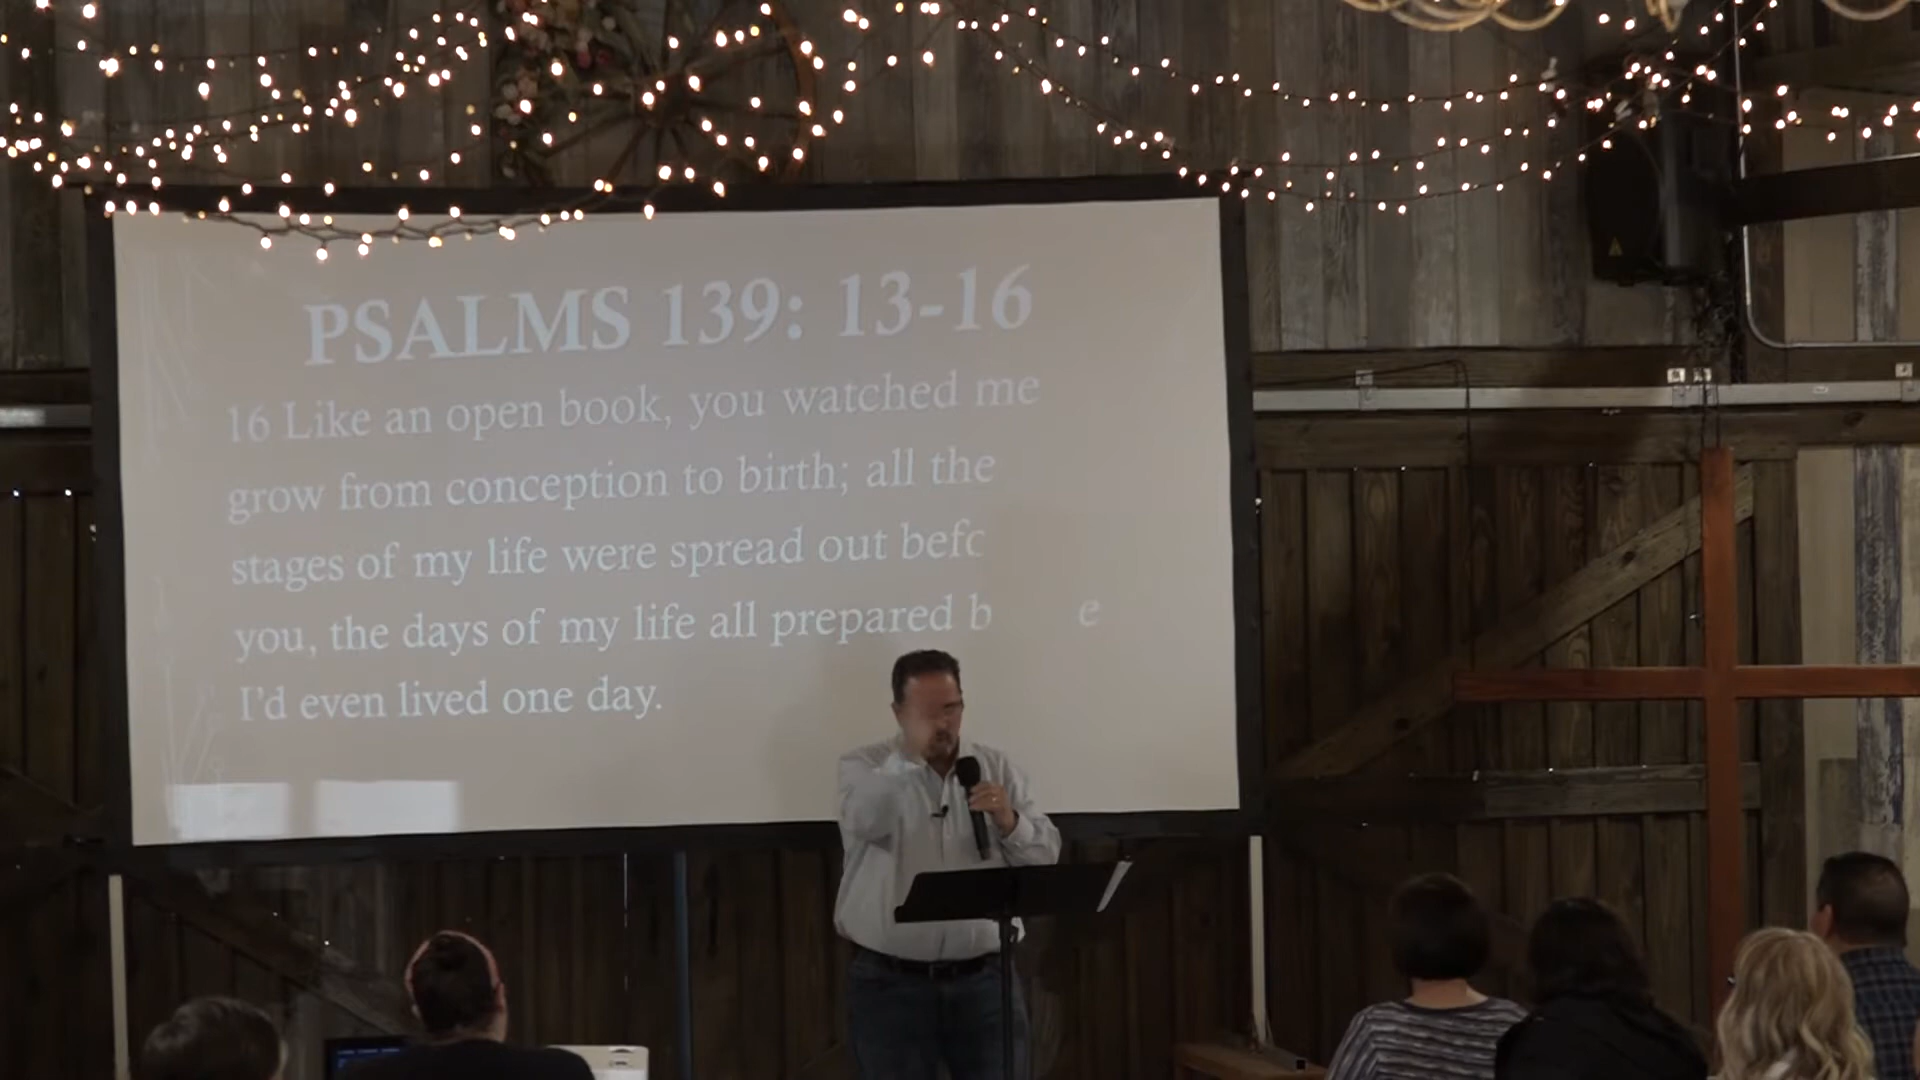 PSALMS 139: 13-16
16 Like an open book, you watched me
grow from conception to birth; all the
stages of my life were spread out
you, the days of my life all prepared
I'd even lived one day.